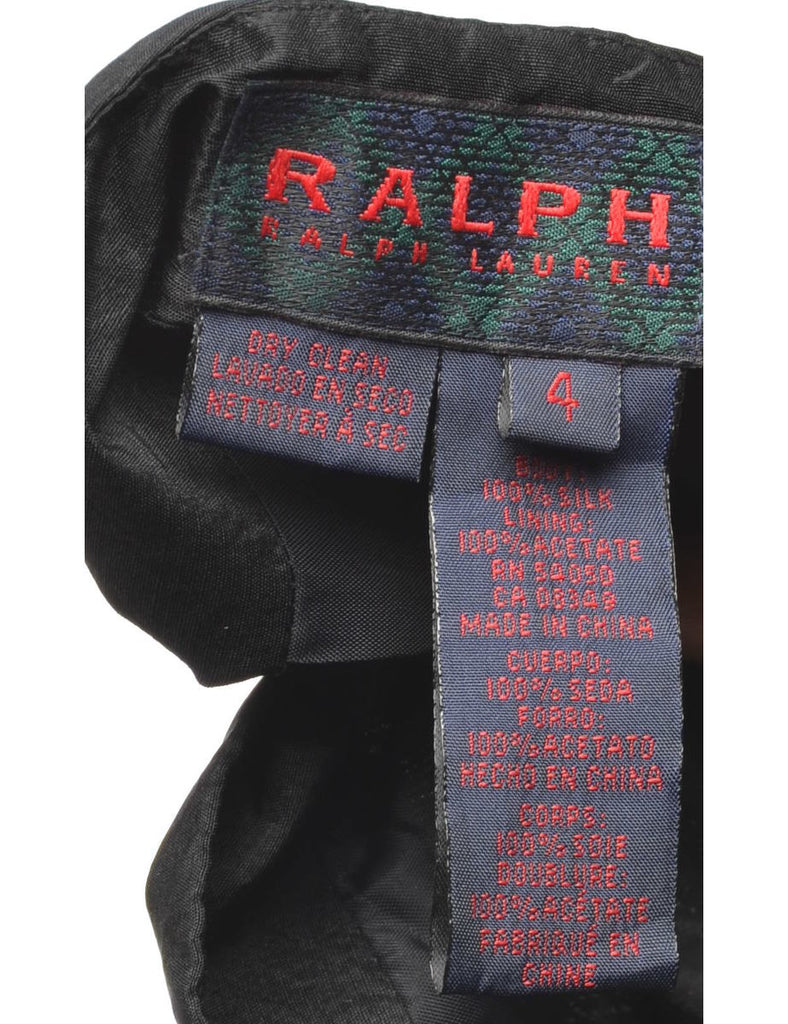 RALPH
RALPH LAUREN
DRY CLEAN
LAVADO EN SECO
NETTOYER À SEC
4
BODY:
100% SILK
LINING:
100% ACETATE
RN 54050
CA 08349
MADE IN CHINA
CUERPO:
100% SEDA
FORRO:
100% ACETATO
HECHO EN CHINA
CORPS:
100% SOIE
DOUBLURE:
100% ACÉTATE
FABRIQUÉ EN
CHINE